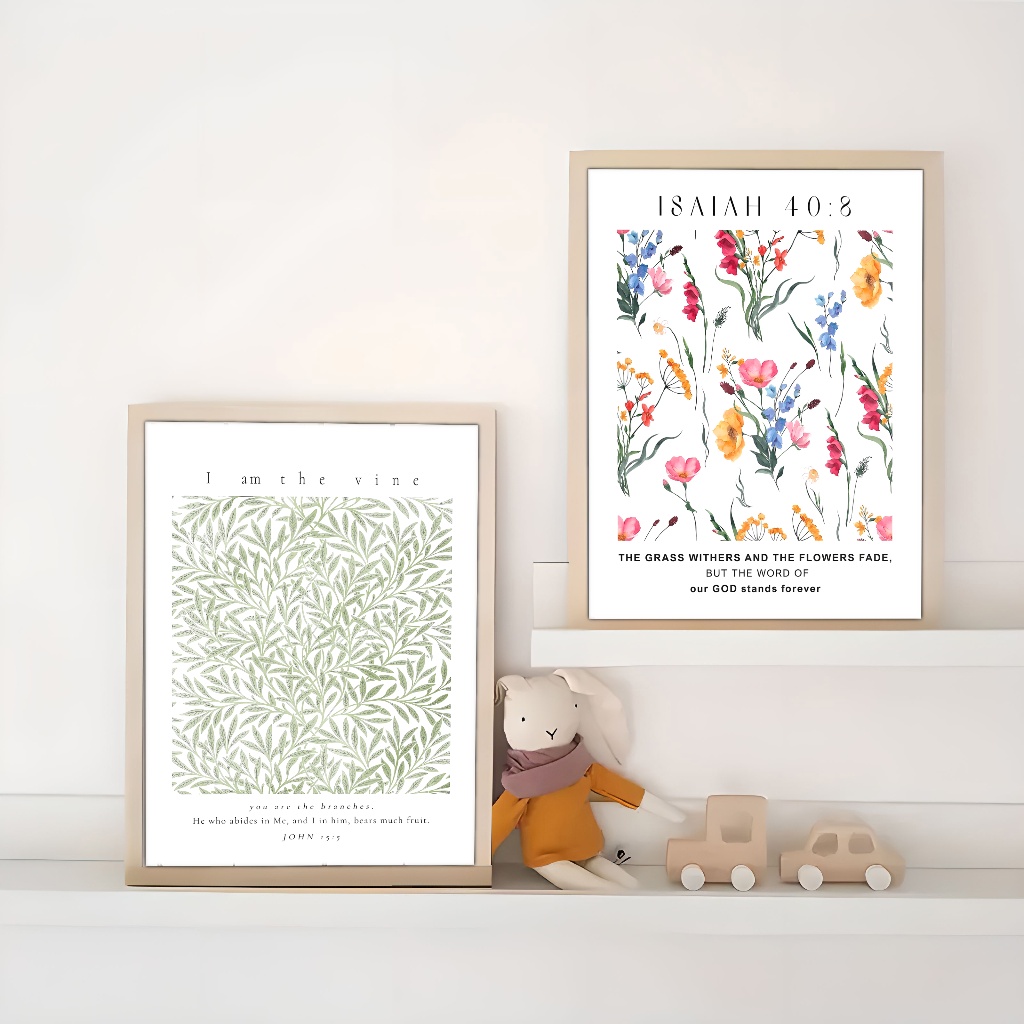 I am the vine
you are the branches.
He who abides in Me, and I in him, bears much fruit.
JOHN 15:5
ISAIAH 40:8
THE GRASS WITHERS AND THE FLOWERS FADE,
BUT THE WORD OF
our GOD stands forever